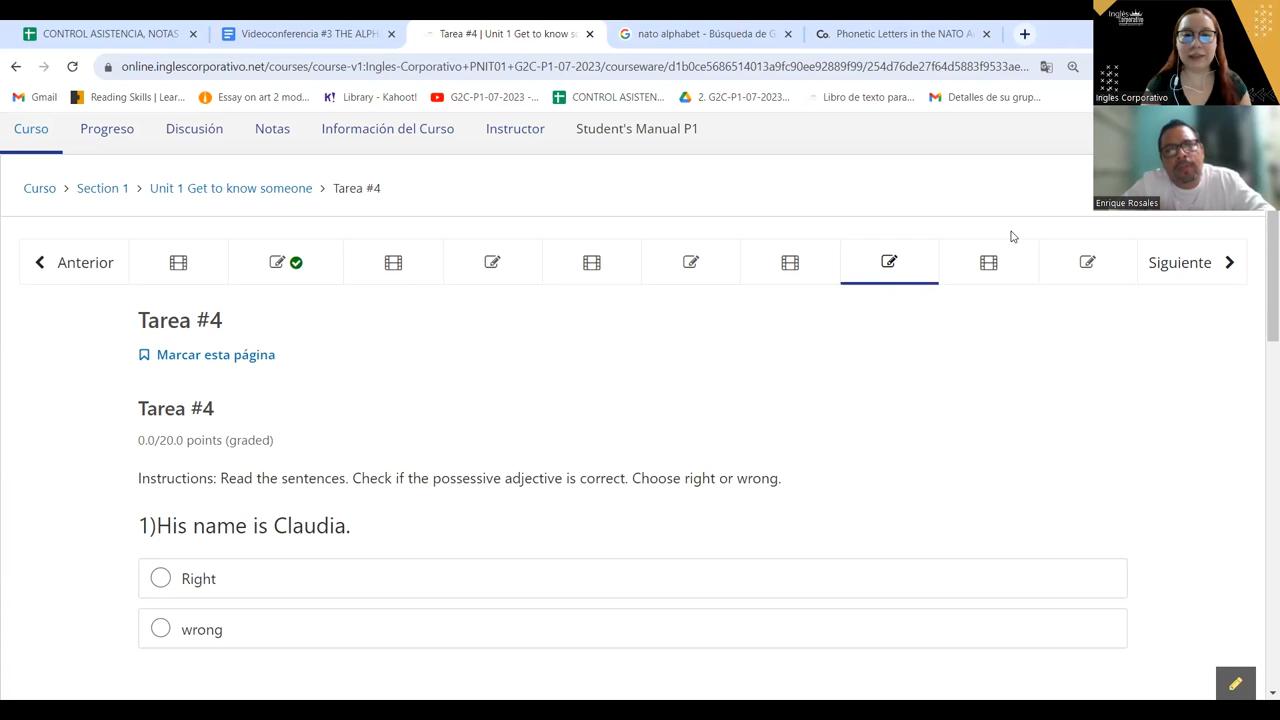 CONTROL ASISTENCIA, NOTAS
Videoconferencia #3 THE ALPH
Tarea #4 | Unit 1 Get to know so
nato alphabet - Búsqueda de G
Phonetic Letters in the NATO A
online.inglescorporativo.net/courses/course-v1:Ingles-Corporativo+PNIT01+G2C-P1-07-2023/courseware/d1b0ce5686514013a9fc90ee92889f99/254d76de27f64d5883f9533ae...
Gmail
Reading Skills | Lear...
Essay on art 2 mod...
Library - Kaho
G2C-P1-07-2023 -...
CONTROL ASISTEN...
2. G2C-P1-07-2023...
Libro de texto para...
Detalles de su grup...
Curso
Progreso
Discusión
Notas
Información del Curso
Instructor
Student's Manual P1
Curso > Section 1 > Unit 1 Get to know someone > Tarea #4
Anterior
Siguiente
Tarea #4
Marcar esta página
Tarea #4
0.0/20.0 points (graded)
Instructions: Read the sentences. Check if the possessive adjective is correct. Choose right or wrong.
1)His name is Claudia.
Right
wrong
Inglés
Corporativo
Ingles Corporativo
Enrique Rosales